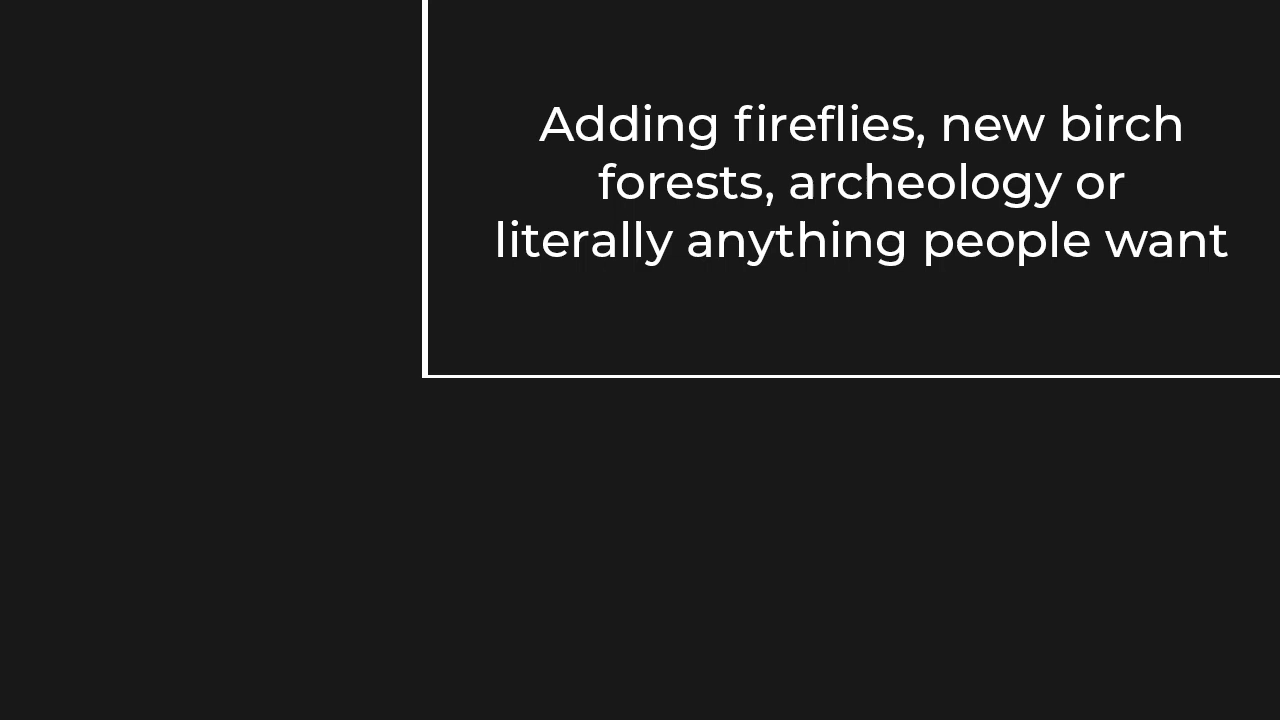 Adding fireflies, new birch
forests, archeology or
literally anything people want